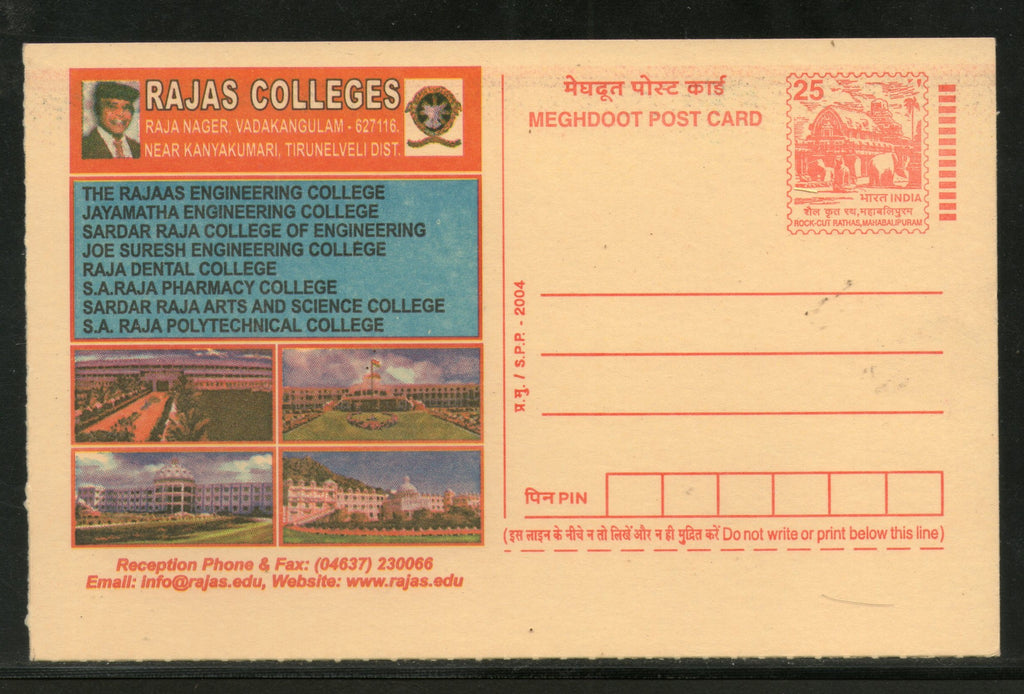 RAJAS COLLEGES
RAJA NAGER, VADAKANGULAM - 627116.
NEAR KANYAKUMARI, TIRUNELVELI DIST.
THE RAJAAS ENGINEERING COLLEGE
JAYAMATHA ENGINEERING COLLEGE
SARDAR RAJA COLLEGE OF ENGINEERING
JOE SURESH ENGINEERING COLLEGE
RAJA DENTAL COLLEGE
S.A.RAJA PHARMACY COLLEGE
SARDAR RAJA ARTS AND SCIENCE COLLEGE
S.A. RAJA POLYTECHNICAL COLLEGE
Reception Phone & Fax: (04637) 230066
Email: info@rajas.edu, Website: www.rajas.edu
मेघदूत पोस्ट कार्ड
MEGHDOOT POST CARD
25
भारत INDIA
शैल कृत रथ,महाबलिपुरम
ROCK-CUT RATHAS,MAHABALIPURAM
प्र.मु. / S.P.P. - 2004
पिन PIN
(इस लाइन के नीचे न तो लिखें और न ही मुद्रित करें Do not write or print below this line)